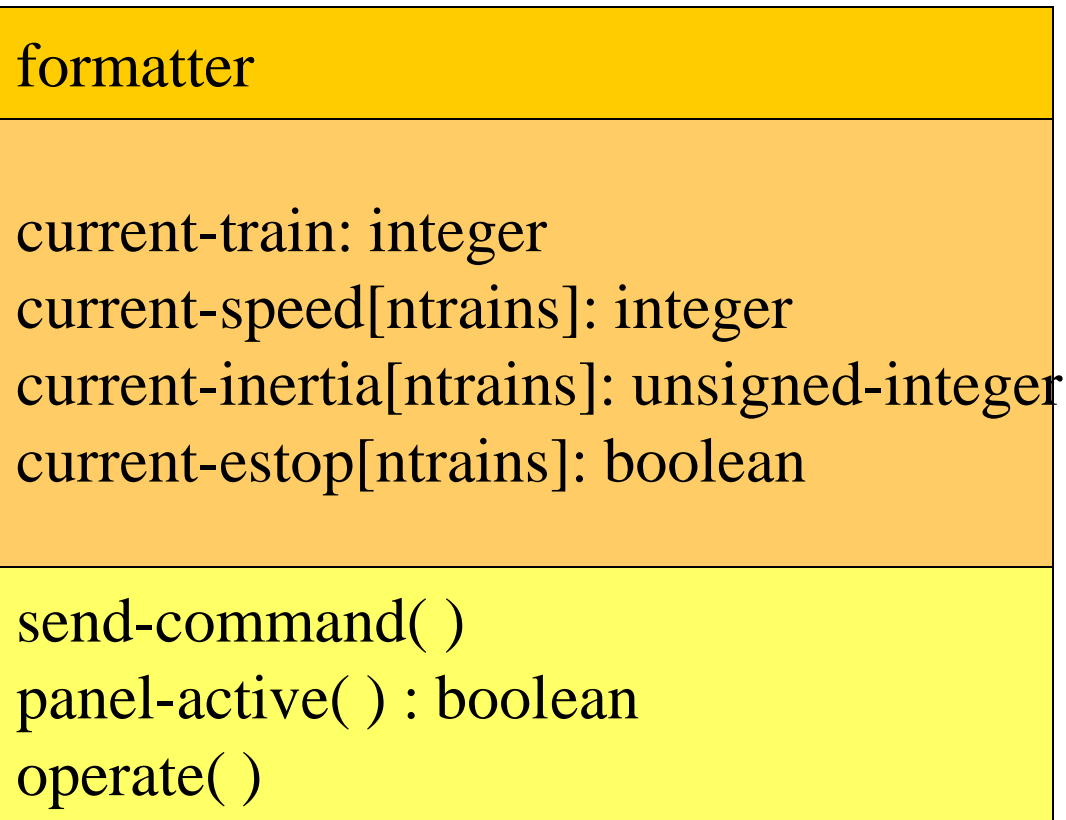 formatter
current-train: integer
current-speed[ntrains]: integer
current-inertia[ntrains]: unsigned-integer
current-estop[ntrains]: boolean
send-command( )
panel-active( ) : boolean
operate( )